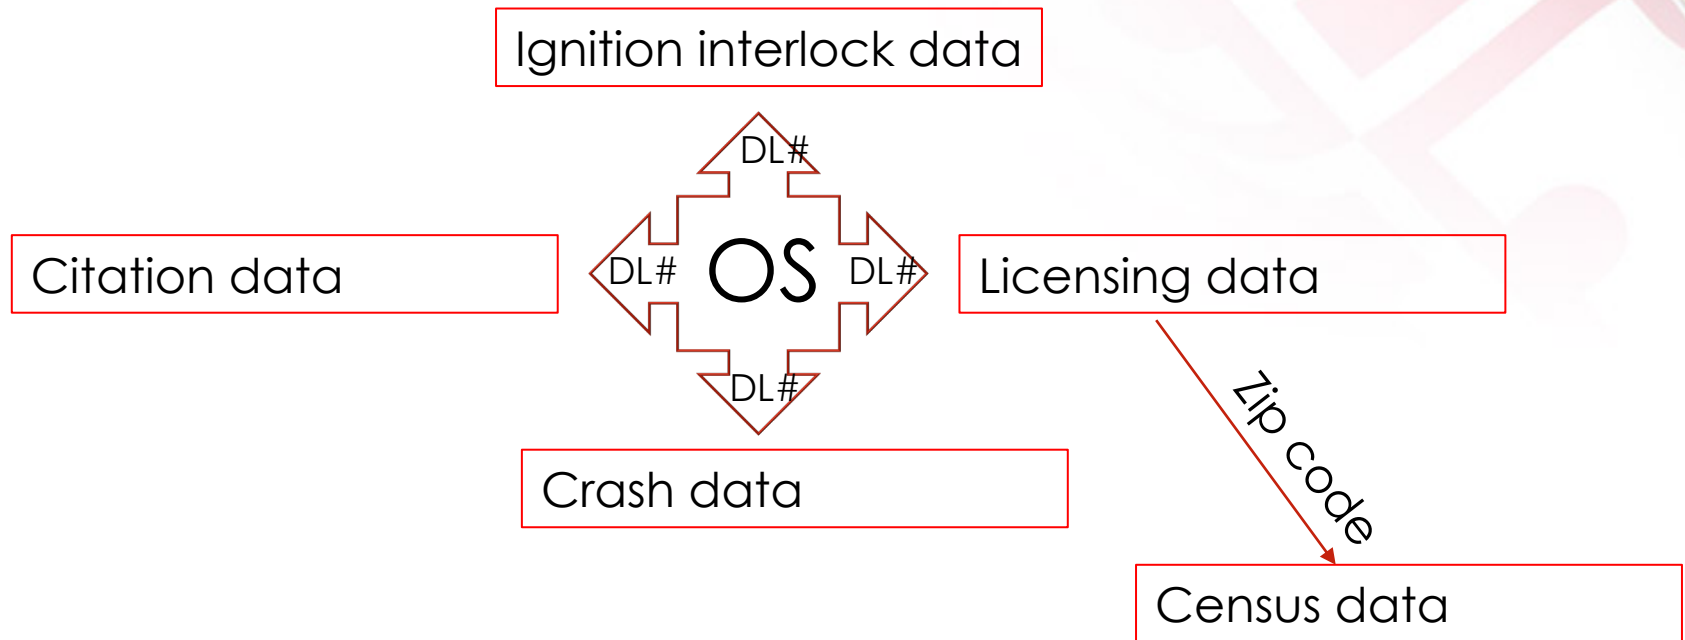 Ignition interlock data
DL#
Citation data
DL#
OS
DL#
Licensing data
DL#
Zip code
Crash data
Census data